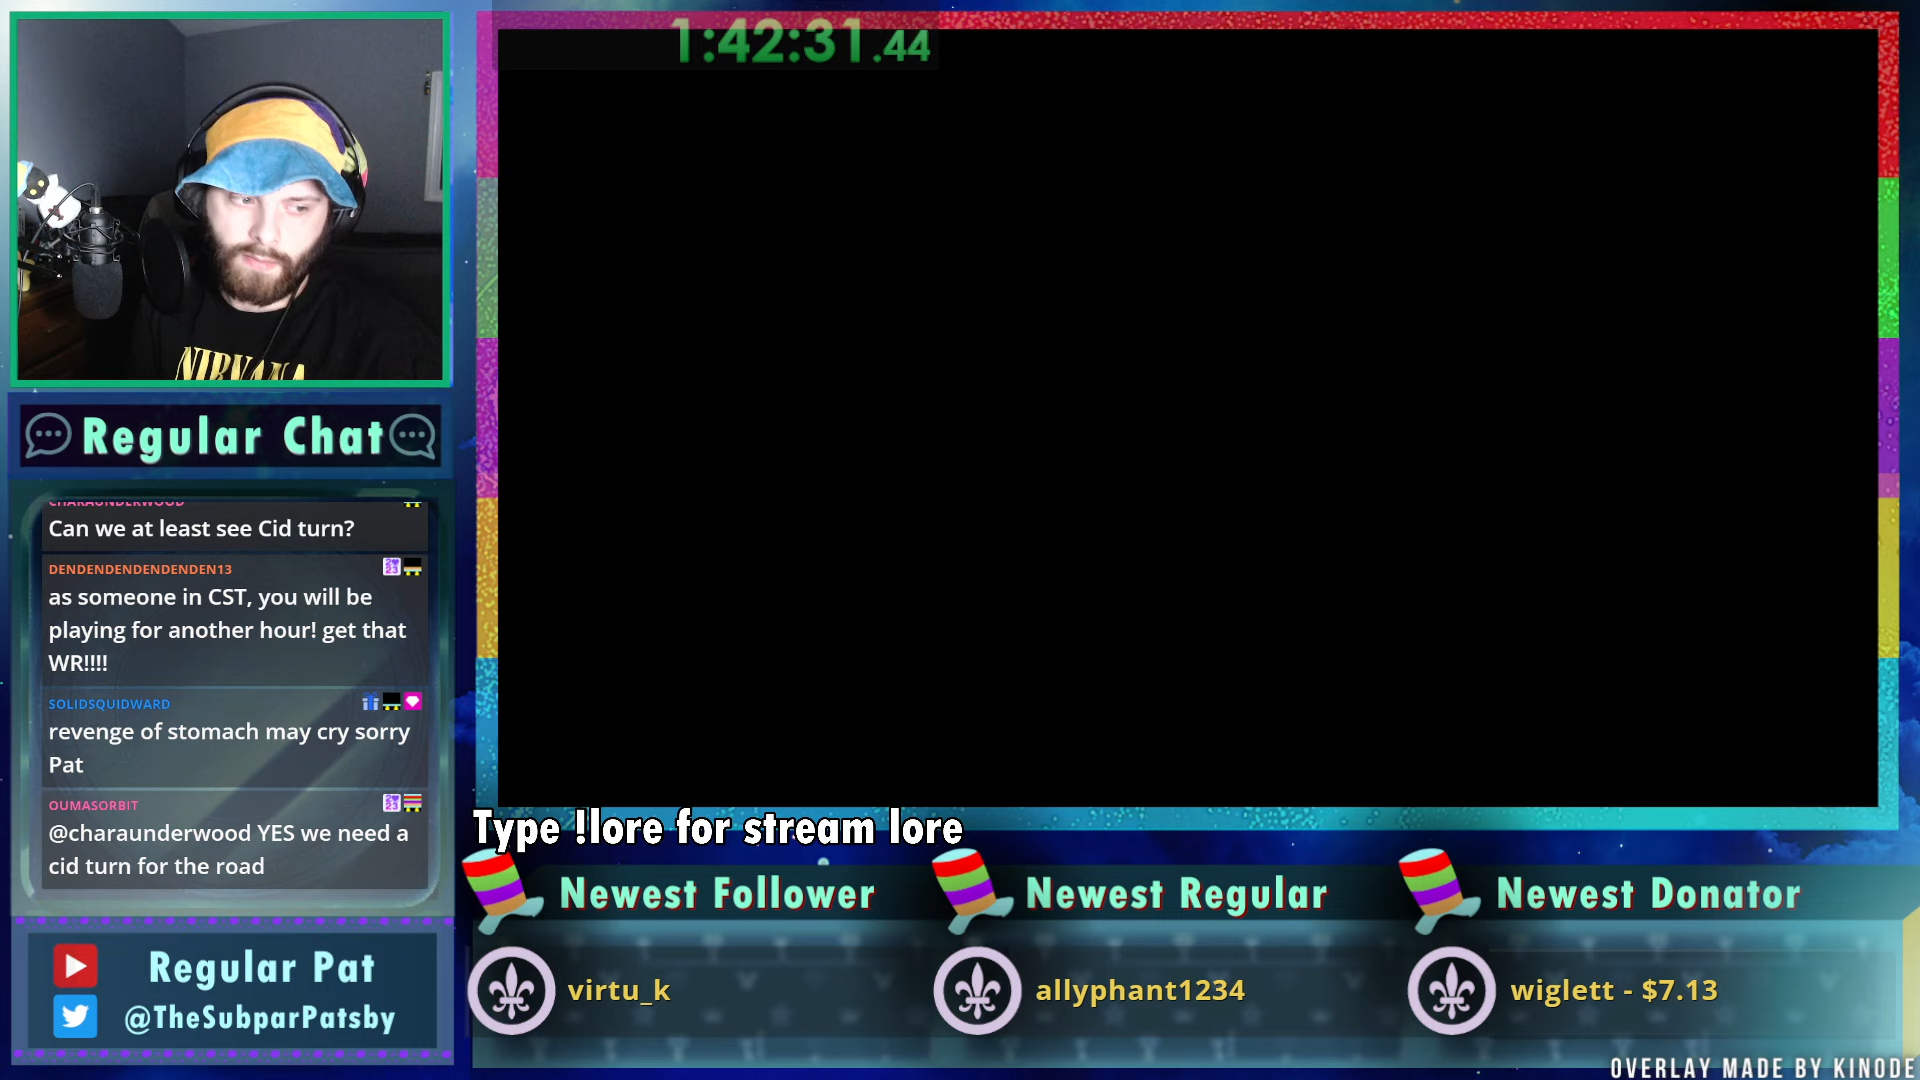 1:42:31.44
NIRVANA
Regular Chat
CHARAUNDERWOOD
Can we at least see Cid turn?
DENDENDENDENDENDEN13
as someone in CST, you will be
playing for another hour! get that
WR!!!!
SOLIDSQUIDWARD
revenge of stomach may cry sorry
Pat
OUMASORBIT
@charaunderwood YES we need a
cid turn for the road
Regular Pat
@TheSubparPatsby
Type !lore for stream lore
Newest Follower
virtu_k
Newest Regular
allyphant1234
Newest Donator
wiglett - $7.13
OVERLAY MADE BY KINODE